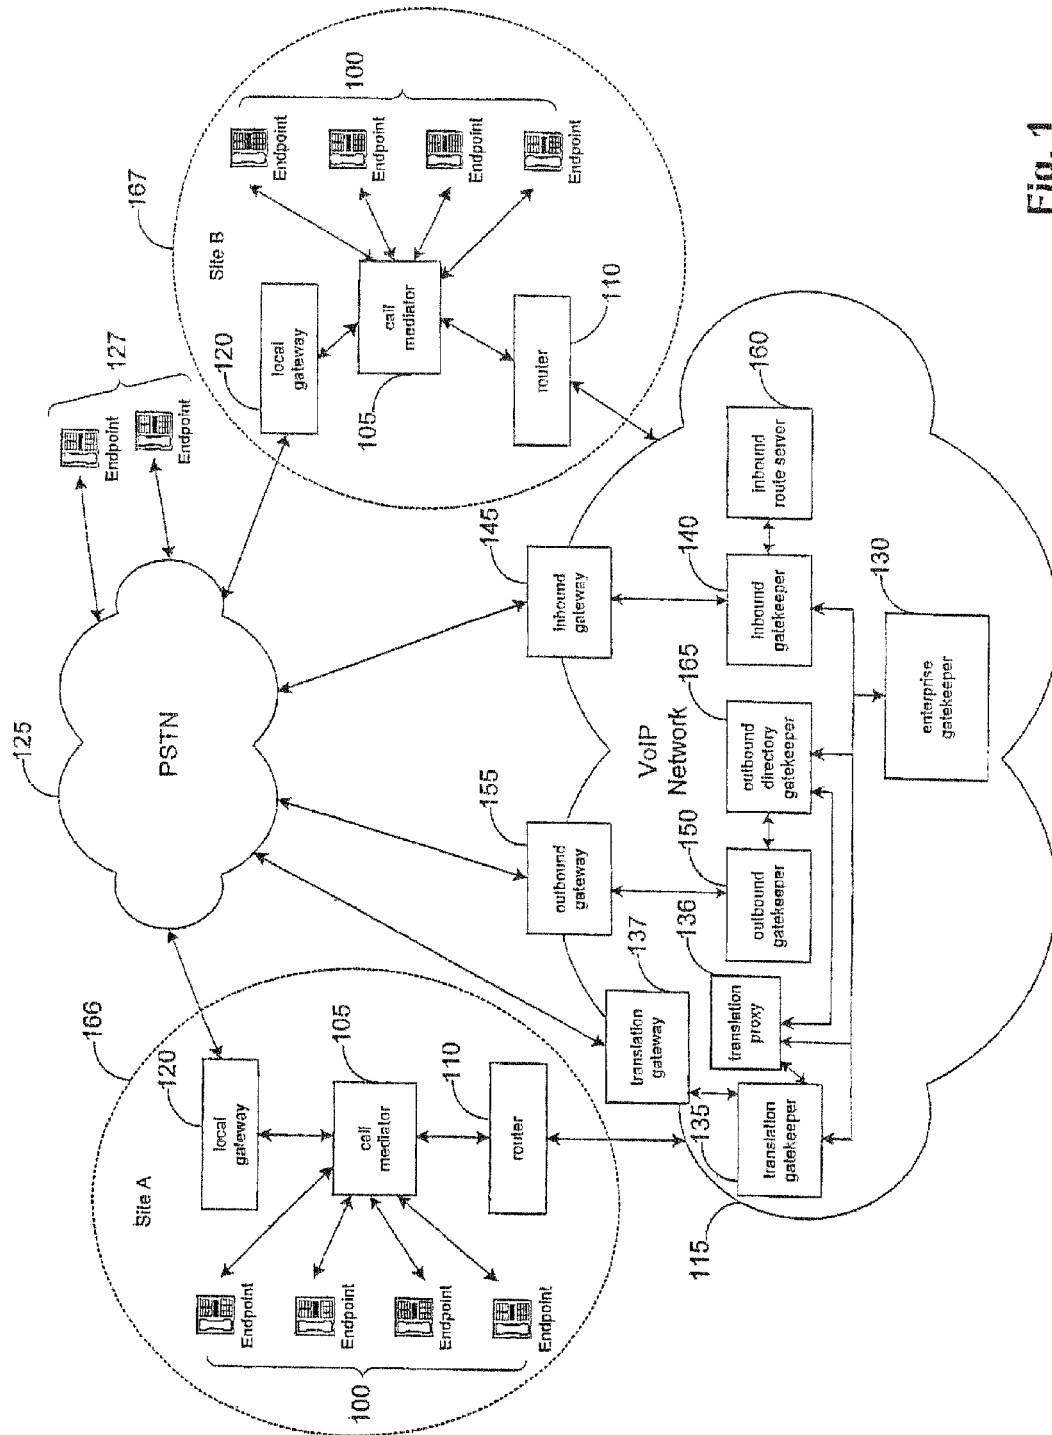 125
PSTN
127
Endpoint
Endpoint
166
Site A
120
local
gateway
105
call
mediator
110
router
Endpoint
Endpoint
Endpoint
Endpoint
100
167
Site B
120
local
gateway
105
call
mediator
110
router
Endpoint
Endpoint
Endpoint
Endpoint
100
155
outbound
gateway
145
inbound
gateway
137
translation
gateway
VoIP
Network
136
translation
proxy
150
outbound
gatekeeper
165
outbound
directory
gatekeeper
140
inbound
gatekeeper
160
inbound
route server
135
translation
gatekeeper
115
130
enterprise
gatekeeper
Fig. 1